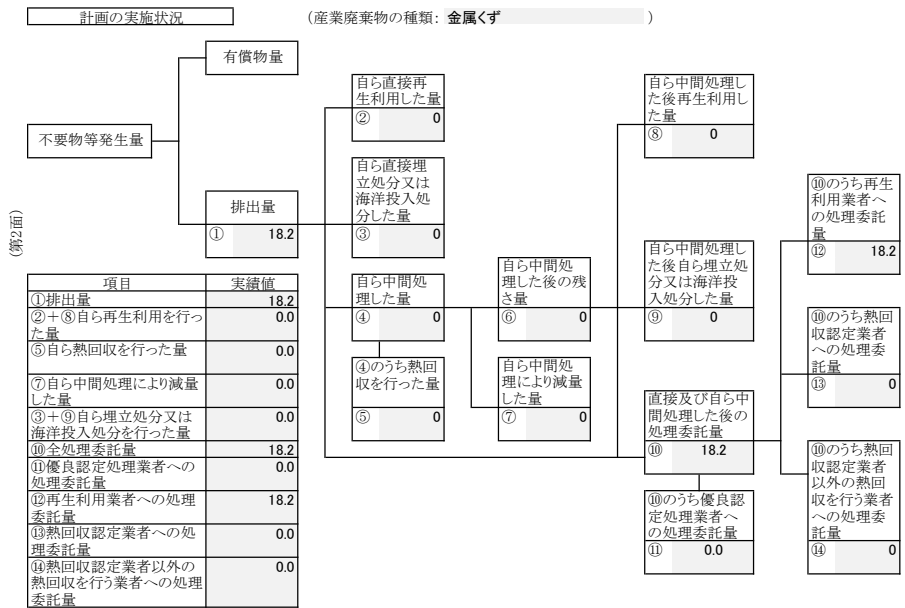 計画の実施状況
(産業廃棄物の種類: 金属くず )
有償物量
不要物等発生量
排出量
① 18.2
自ら直接再
生利用した量
② 0
自ら直接埋
立処分又は
海洋投入処
分した量
③ 0
自ら中間処
理した量
④ 0
④のうち熱回
収を行った量
⑤ 0
自ら中間処
理した後の残
さ量
⑥ 0
自ら中間処
理により減量
した量
⑦ 0
自ら中間処理し
た後再生利用し
た量
⑧ 0
自ら中間処理し
た後自ら埋立処
分又は海洋投
入処分した量
⑨ 0
直接及び自ら中
間処理した後の
処理委託量
⑩ 18.2
⑩のうち優良認
定処理業者へ
の処理委託量
⑪ 0.0
⑩のうち再生
利用業者へ
の処理委託
量
⑫ 18.2
⑩のうち熱回
収認定業者
への処理委
託量
⑬ 0
⑩のうち熱回
収認定業者
以外の熱回
収を行う業者
への処理委
託量
⑭ 0
(第2面)
項目 実績値
①排出量 18.2
②+⑧自ら再生利用を行っ 0.0
た量
⑤自ら熱回収を行った量 0.0
⑦自ら中間処理により減量 0.0
した量
③+⑨自ら埋立処分又は 0.0
海洋投入処分を行った量
⑩全処理委託量 18.2
⑪優良認定処理業者への 0.0
処理委託量
⑫再生利用業者への処理 18.2
委託量
⑬熱回収認定業者への処 0.0
理委託量
⑭熱回収認定業者以外の 0.0
熱回収を行う業者への処理
委託量